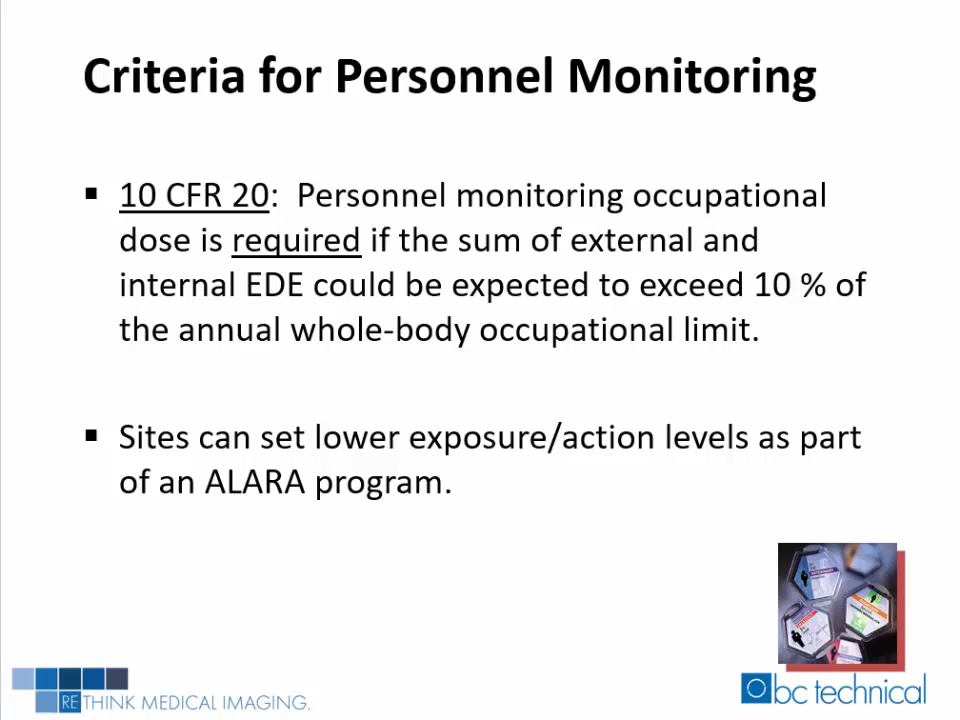 Criteria for Personnel Monitoring
▪ 10 CFR 20: Personnel monitoring occupational
dose is required if the sum of external and
internal EDE could be expected to exceed 10 % of
the annual whole-body occupational limit.
▪ Sites can set lower exposure/action levels as part
of an ALARA program.
RETHINK MEDICAL IMAGING.
bc technical